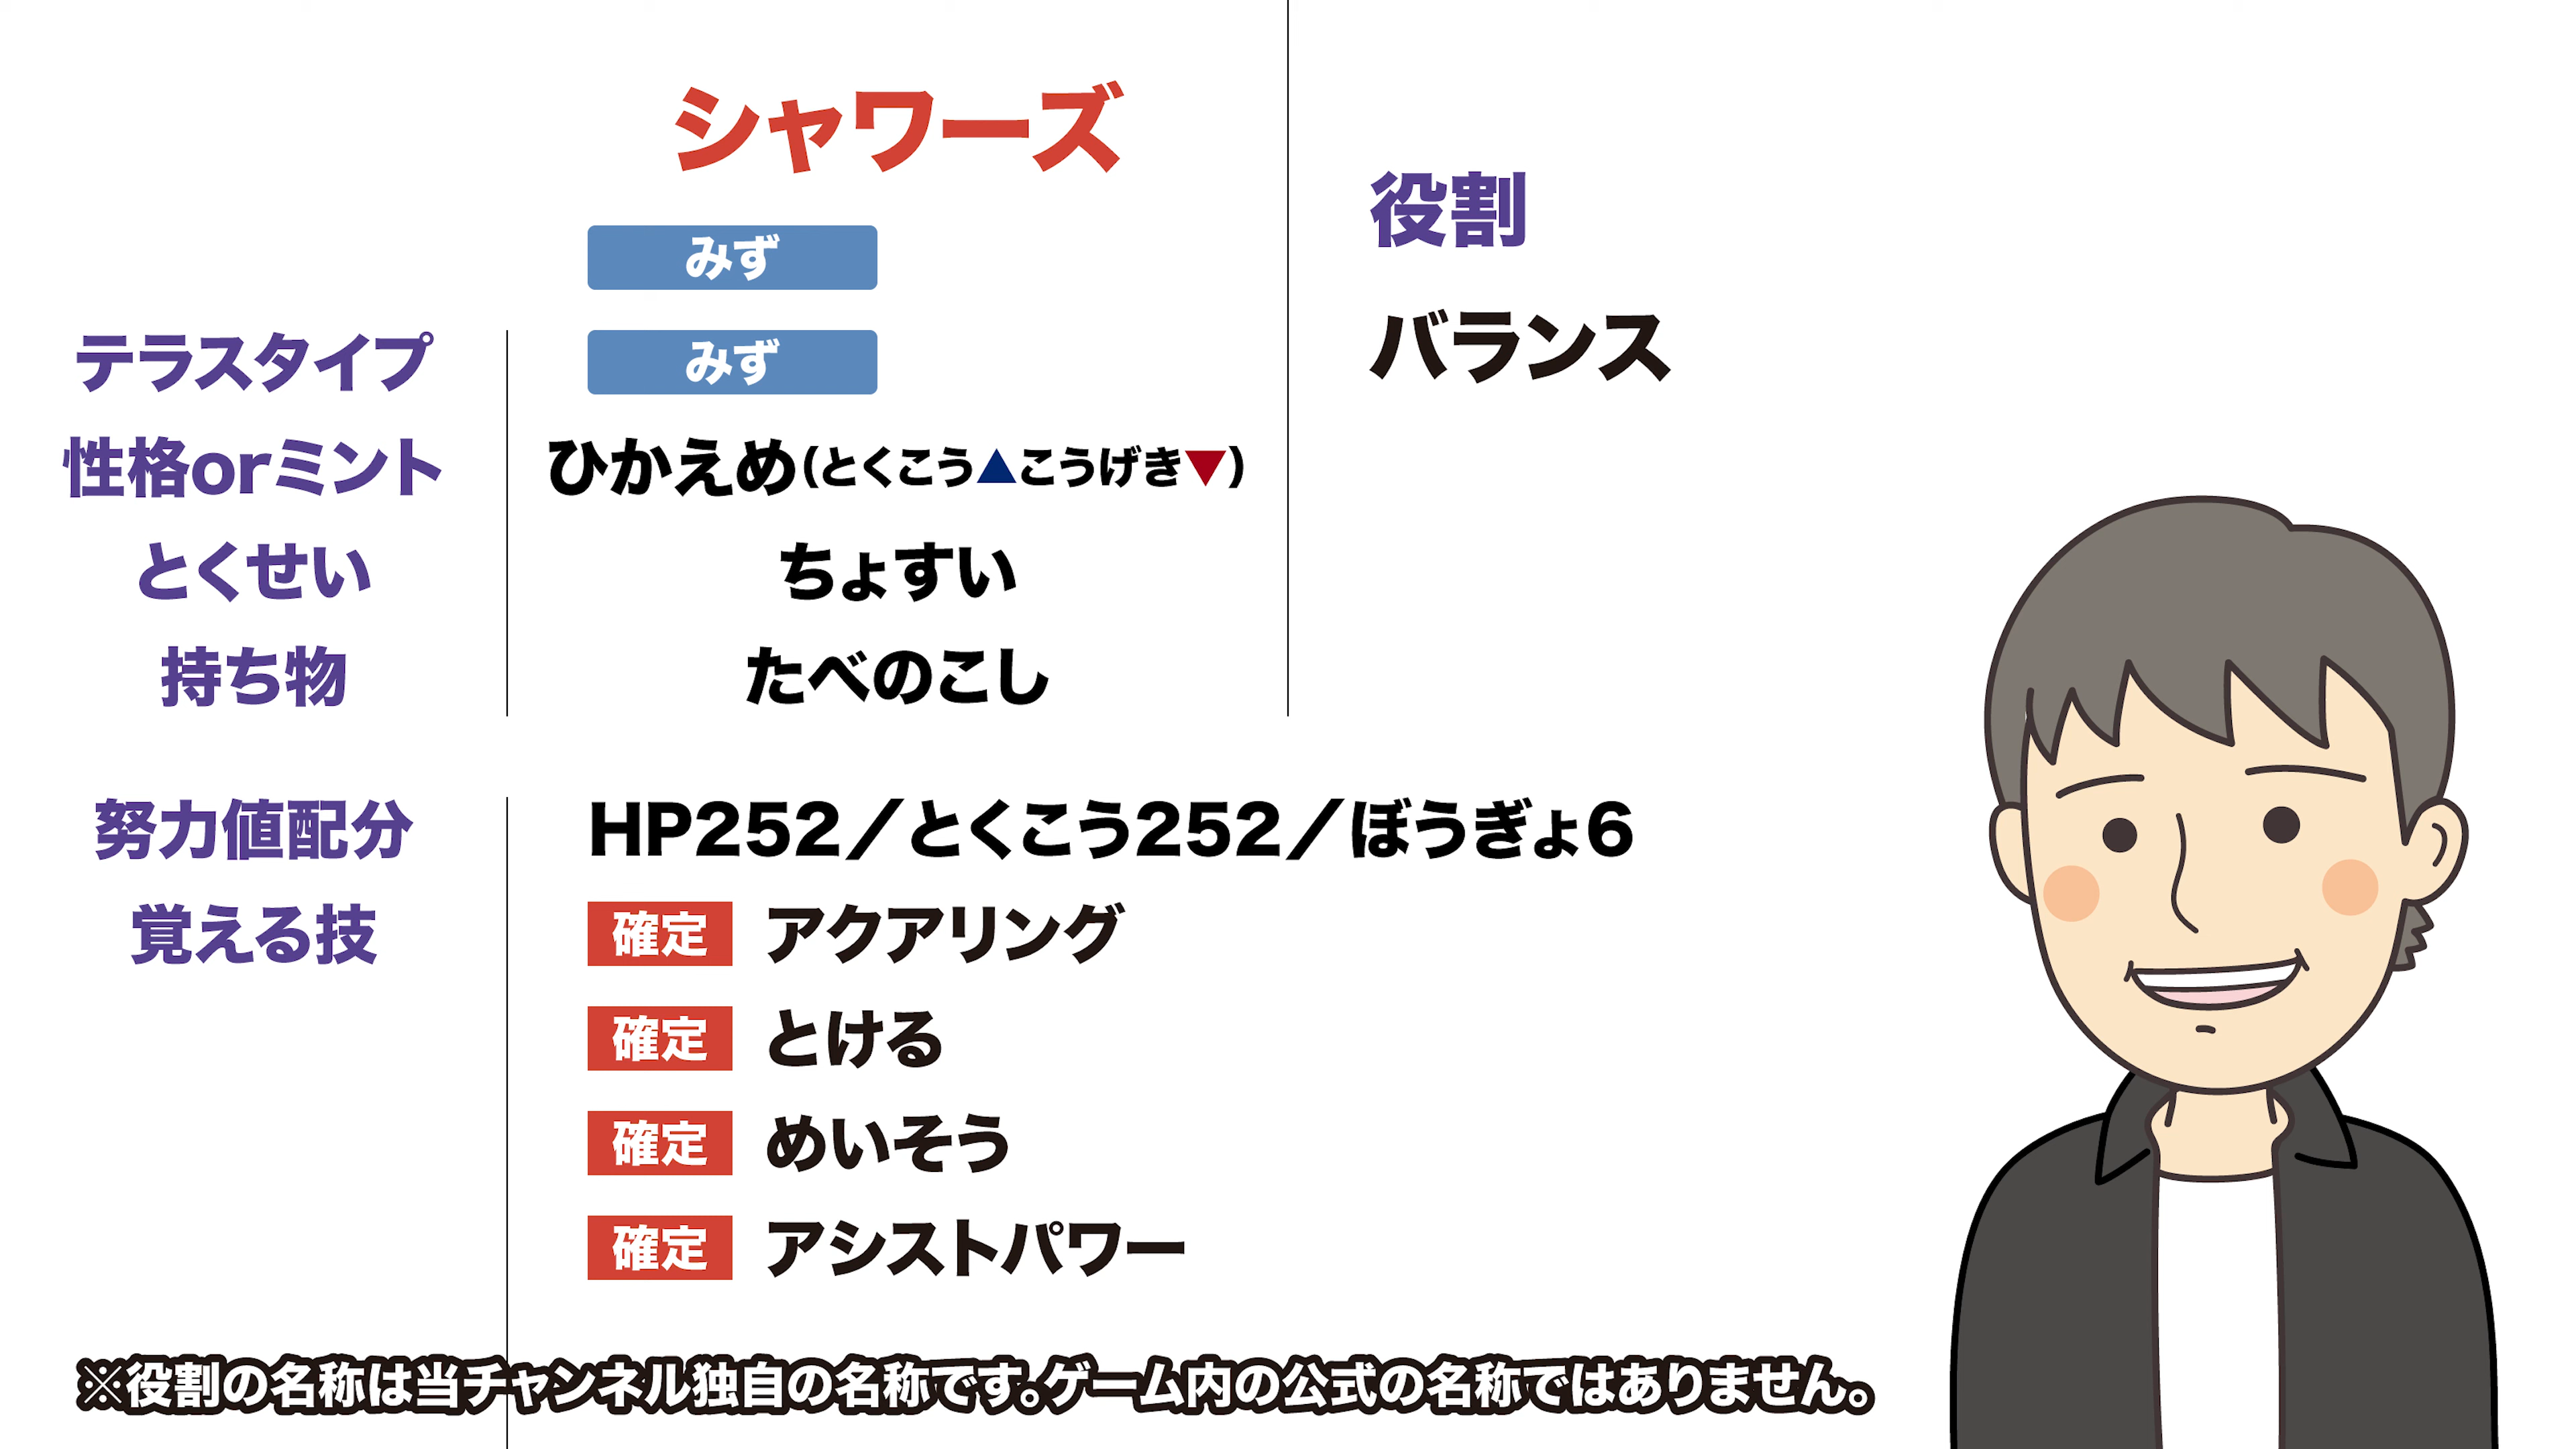 シャワーズ
みず
テラスタイプ みず
性格orミント ひかえめ(とくこう▲こうげき▼)
とくせい ちょすい
持ち物 たべのこし
役割
バランス
努力値配分 HP252／とくこう252／ぼうぎょ6
覚える技 確定 アクアリング
確定 とける
確定 めいそう
確定 アシストパワー
※役割の名称は当チャンネル独自の名称です。ゲーム内の公式の名称ではありません。